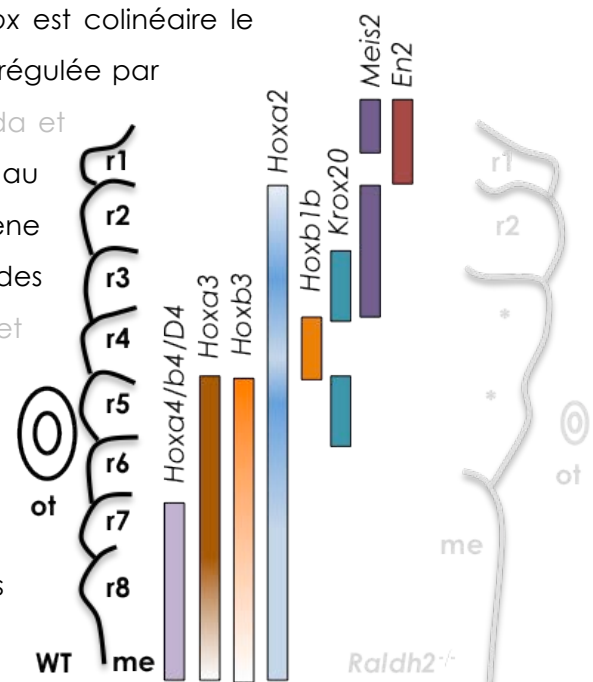 ox est colinéaire le
régulée par
da et
au
ène
des
et
s
Meis2
En2
Hoxa2
Krox20
Hoxb1b
Hoxb3
Hoxa3
Hoxa4/b4/D4
r1
r2
r3
r4
r5
r6
r7
r8
ot
WT
me
r1
r2
*
*
ot
me
Raldh2-/-